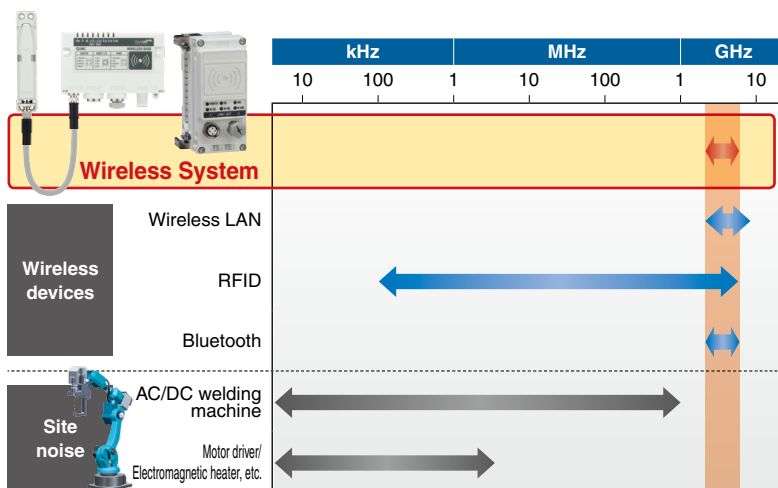 kHz MHz GHz
10 100 1 10 100 1 10
Wireless System
Wireless LAN
Wireless
devices
RFID
Bluetooth
AC/DC welding
machine
Site
noise
Motor driver/
Electromagnetic heater, etc.